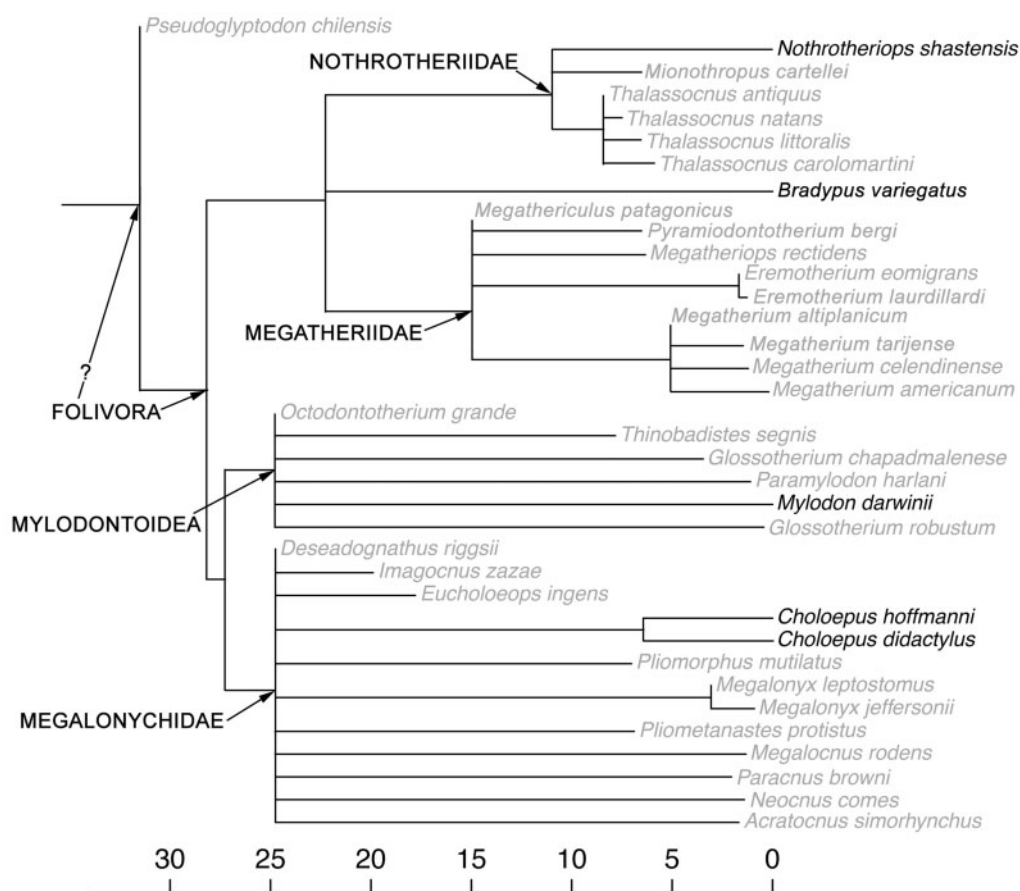 Pseudoglyptodon chilensis
Nothrotheriops shastensis
NOTHROTHERIIDAE
Mionothropus cartellei
Thalassocnus antiquus
Thalassocnus natans
Thalassocnus littoralis
Thalassocnus carolomartini
Bradypus variegatus
Megathericulus patagonicus
Pyramiodontotherium bergi
Megatheriops rectidens
Eremotherium eomigrans
Eremotherium laurdillardi
Megatherium altiplanicum
MEGATHERIIDAE
Megatherium tarijense
Megatherium celendinense
?
Megatherium americanum
FOLIVORA
Octodontotherium grande
Thinobadistes segnis
Glossotherium chapadmalenese
Paramylodon harlani
Mylodon darwinii
MYLODONTOIDEA
Glossotherium robustum
Deseadognathus riggsii
Imagocnus zazae
Eucholoeops ingens
Choloepus hoffmanni
Choloepus didactylus
Pliomorphus mutilatus
Megalonyx leptostomus
Megalonyx jeffersonii
MEGALONYCHIDAE
Pliometanastes protistus
Megalocnus rodens
Paracnus browni
Neocnus comes
Acratocnus simorhynchus
30 25 20 15 10 5 0